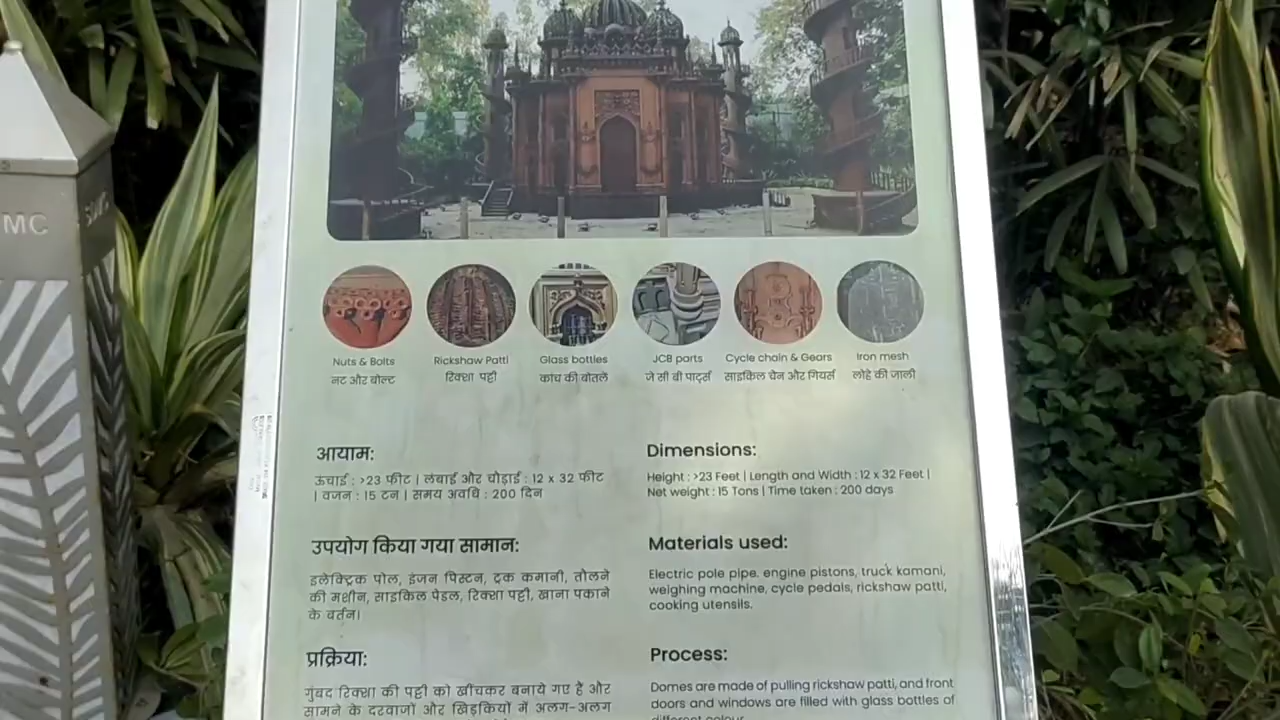 MC
Nuts & Bolts
नट और बोल्ट
Rickshaw Patti
रिक्शा पट्टी
Glass bottles
कांच की बोतलें
JCB parts
जे सी बी पार्ट्स
Cycle chain & Gears
साइकिल चैन और गियर्स
Iron mesh
लोहे की जाली
आयाम:
ऊंचाई : >23 फीट | लंबाई और चौड़ाई : 12 x 32 फीट
| वजन : 15 टन | समय अवधि : 200 दिन
Dimensions:
Height : >23 Feet | Length and Width : 12 x 32 Feet |
Net weight : 15 Tons | Time taken : 200 days
उपयोग किया गया सामान:
इलेक्ट्रिक पोल, इंजन पिस्टन, ट्रक कमानी, तोलने
की मशीन, साइकिल पेडल, रिक्शा पट्टी, खाना पकाने
के बर्तन।
Materials used:
Electric pole pipe. engine pistons, truck kamani,
weighing machine, cycle pedals, rickshaw patti,
cooking utensils.
प्रक्रिया:
गुंबद रिक्शा की पट्टी को खींचकर बनाये गए हैं और
सामने के दरवाजों और खिड़कियों में अलग-अलग
Process:
Domes are made of pulling rickshaw patti, and front
doors and windows are filled with glass bottles of
different colour